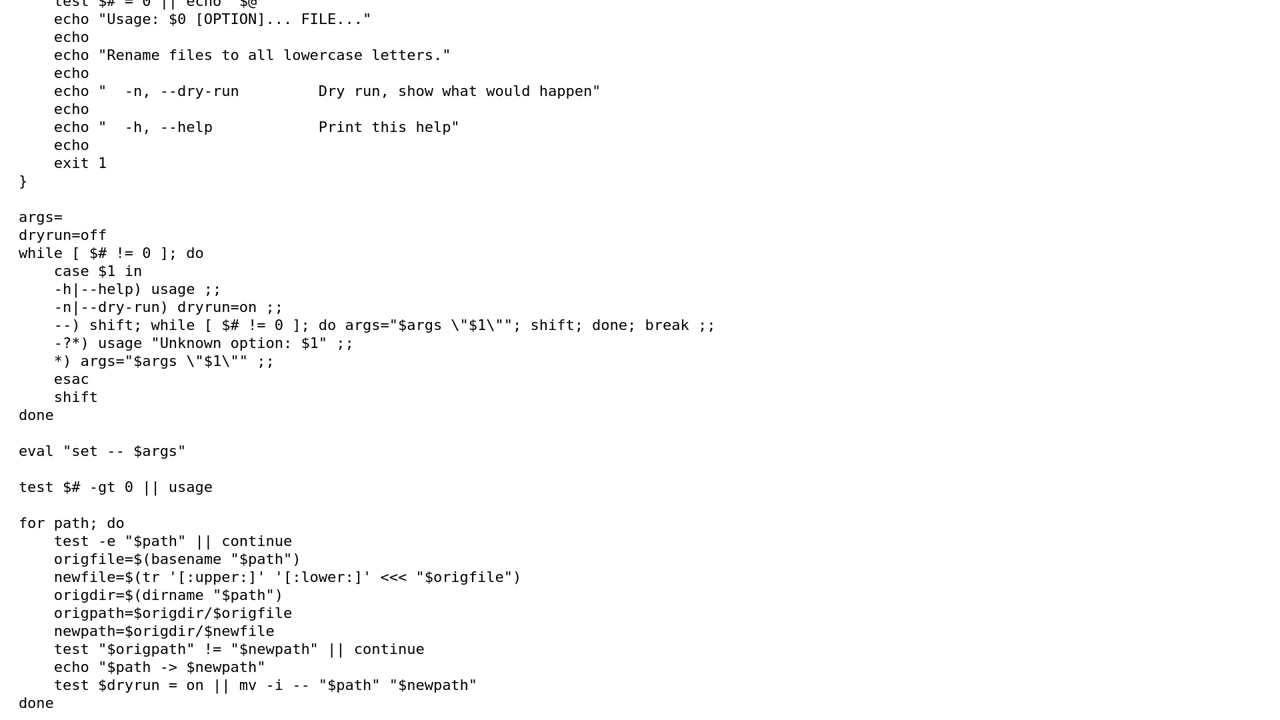 test $# = 0 || echo "$@"
    echo "Usage: $0 [OPTION]... FILE..."
    echo
    echo "Rename files to all lowercase letters."
    echo
    echo "  -n, --dry-run         Dry run, show what would happen"
    echo
    echo "  -h, --help            Print this help"
    echo
    exit 1
}

args=
dryrun=off
while [ $# != 0 ]; do
    case $1 in
    -h|--help) usage ;;
    -n|--dry-run) dryrun=on ;;
    --) shift; while [ $# != 0 ]; do args="$args \"$1\""; shift; done; break ;;
    -?*) usage "Unknown option: $1" ;;
    *) args="$args \"$1\"" ;;
    esac
    shift
done

eval "set -- $args"

test $# -gt 0 || usage

for path; do
    test -e "$path" || continue
    origfile=$(basename "$path")
    newfile=$(tr '[:upper:]' '[:lower:]' <<< "$origfile")
    origdir=$(dirname "$path")
    origpath=$origdir/$origfile
    newpath=$origdir/$newfile
    test "$origpath" != "$newpath" || continue
    echo "$path -> $newpath"
    test $dryrun = on || mv -i -- "$path" "$newpath"
done